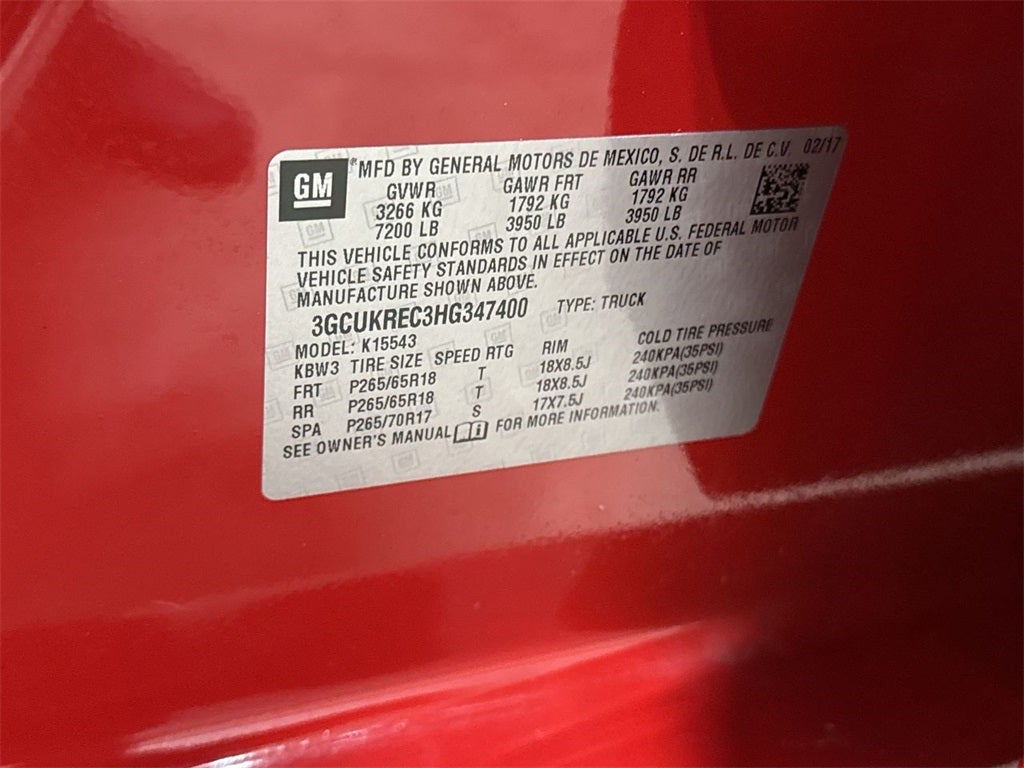 GM
® MFD BY GENERAL MOTORS DE MEXICO, S. DE R.L. DE C.V. 02/17
GVWR GAWR FRT GAWR RR
3266 KG 1792 KG 1792 KG
7200 LB 3950 LB 3950 LB
THIS VEHICLE CONFORMS TO ALL APPLICABLE U.S. FEDERAL MOTOR
VEHICLE SAFETY STANDARDS IN EFFECT ON THE DATE OF
MANUFACTURE SHOWN ABOVE.
3GCUKREC3HG347400 TYPE: TRUCK
MODEL: K15543
KBW3 TIRE SIZE SPEED RTG RIM COLD TIRE PRESSURE
FRT P265/65R18 T 18X8.5J 240KPA(35PSI)
RR P265/65R18 T 18X8.5J 240KPA(35PSI)
SPA P265/70R17 S 17X7.5J 240KPA(35PSI)
SEE OWNER'S MANUAL i FOR MORE INFORMATION.